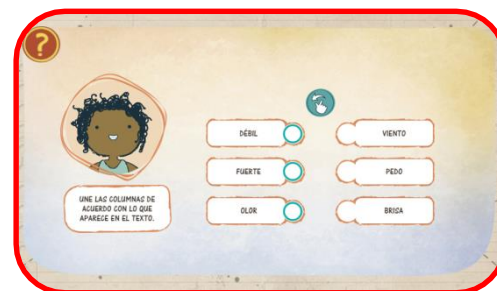 ?
DÉBIL
VIENTO
FUERTE
PEDO
UNE LAS COLUMNAS DE
ACUERDO CON LO QUE
APARECE EN EL TEXTO.
OLOR
BRISA